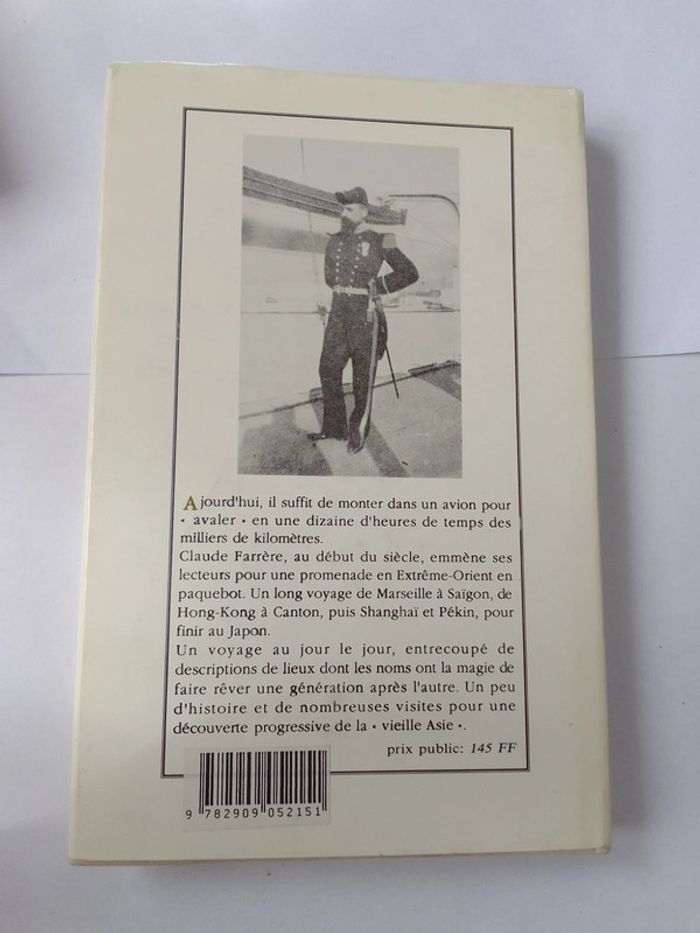 Ajourd'hui, il suffit de monter dans un avion pour
« avaler » en une dizaine d'heures de temps des
milliers de kilomètres.
Claude Farrère, au début du siècle, emmène ses
lecteurs pour une promenade en Extrême-Orient en
paquebot. Un long voyage de Marseille à Saïgon, de
Hong-Kong à Canton, puis Shanghaï et Pékin, pour
finir au Japon.
Un voyage au jour le jour, entrecoupé de
descriptions de lieux dont les noms ont la magie de
faire rêver une génération après l'autre. Un peu
d'histoire et de nombreuses visites pour une
découverte progressive de la « vieille Asie ».
prix public: 145 FF
9 782909 052151